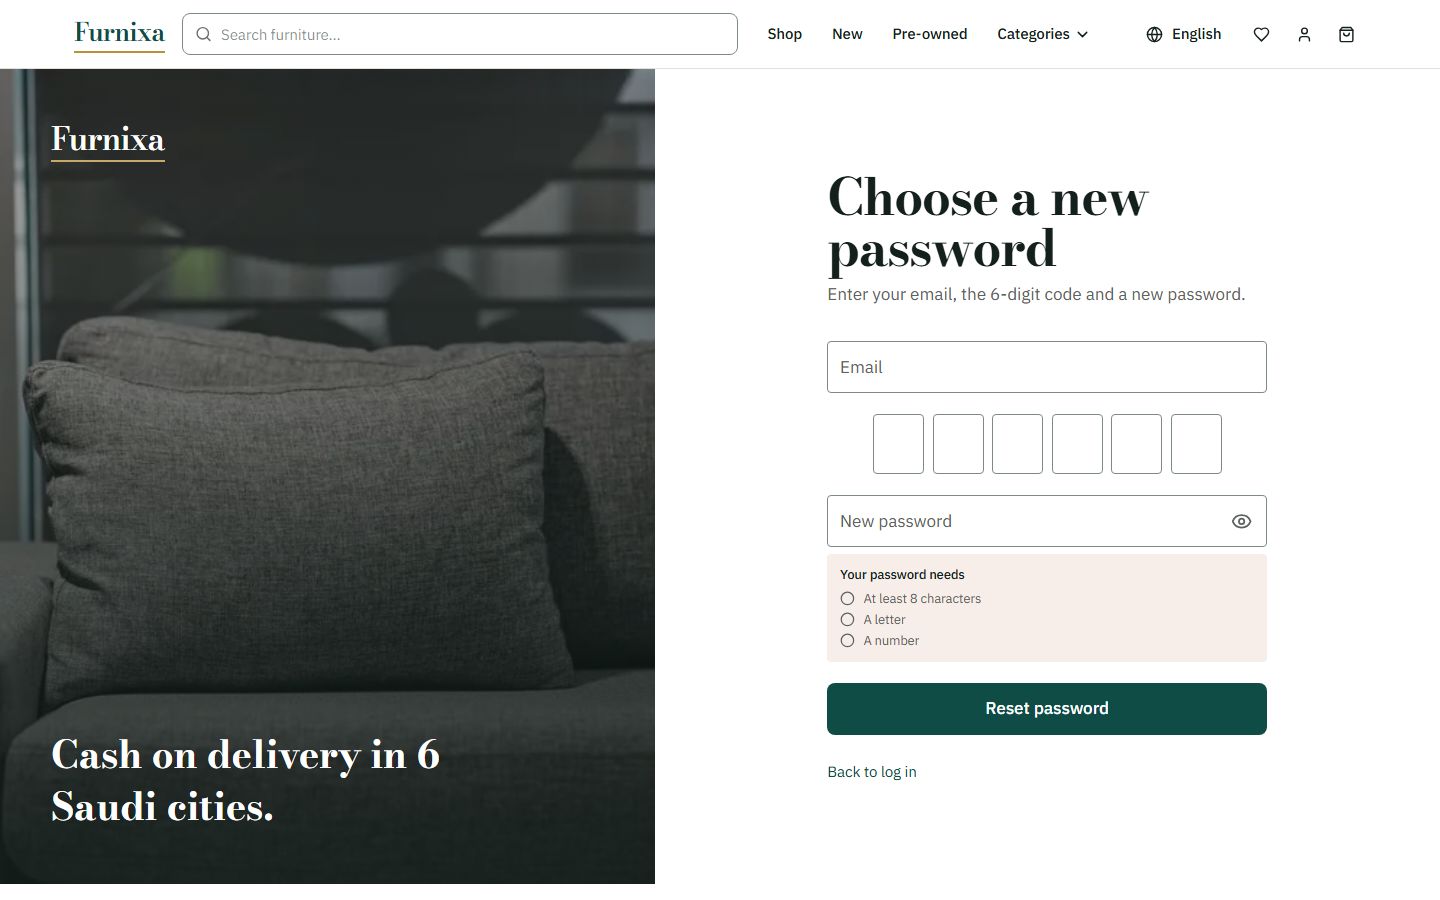 Furnixa
Search furniture...
Shop
New
Pre-owned
Categories
English
Furnixa
Cash on delivery in 6
Saudi cities.
Choose a new
password
Enter your email, the 6-digit code and a new password.
Email
New password
Your password needs
At least 8 characters
A letter
A number
Reset password
Back to log in